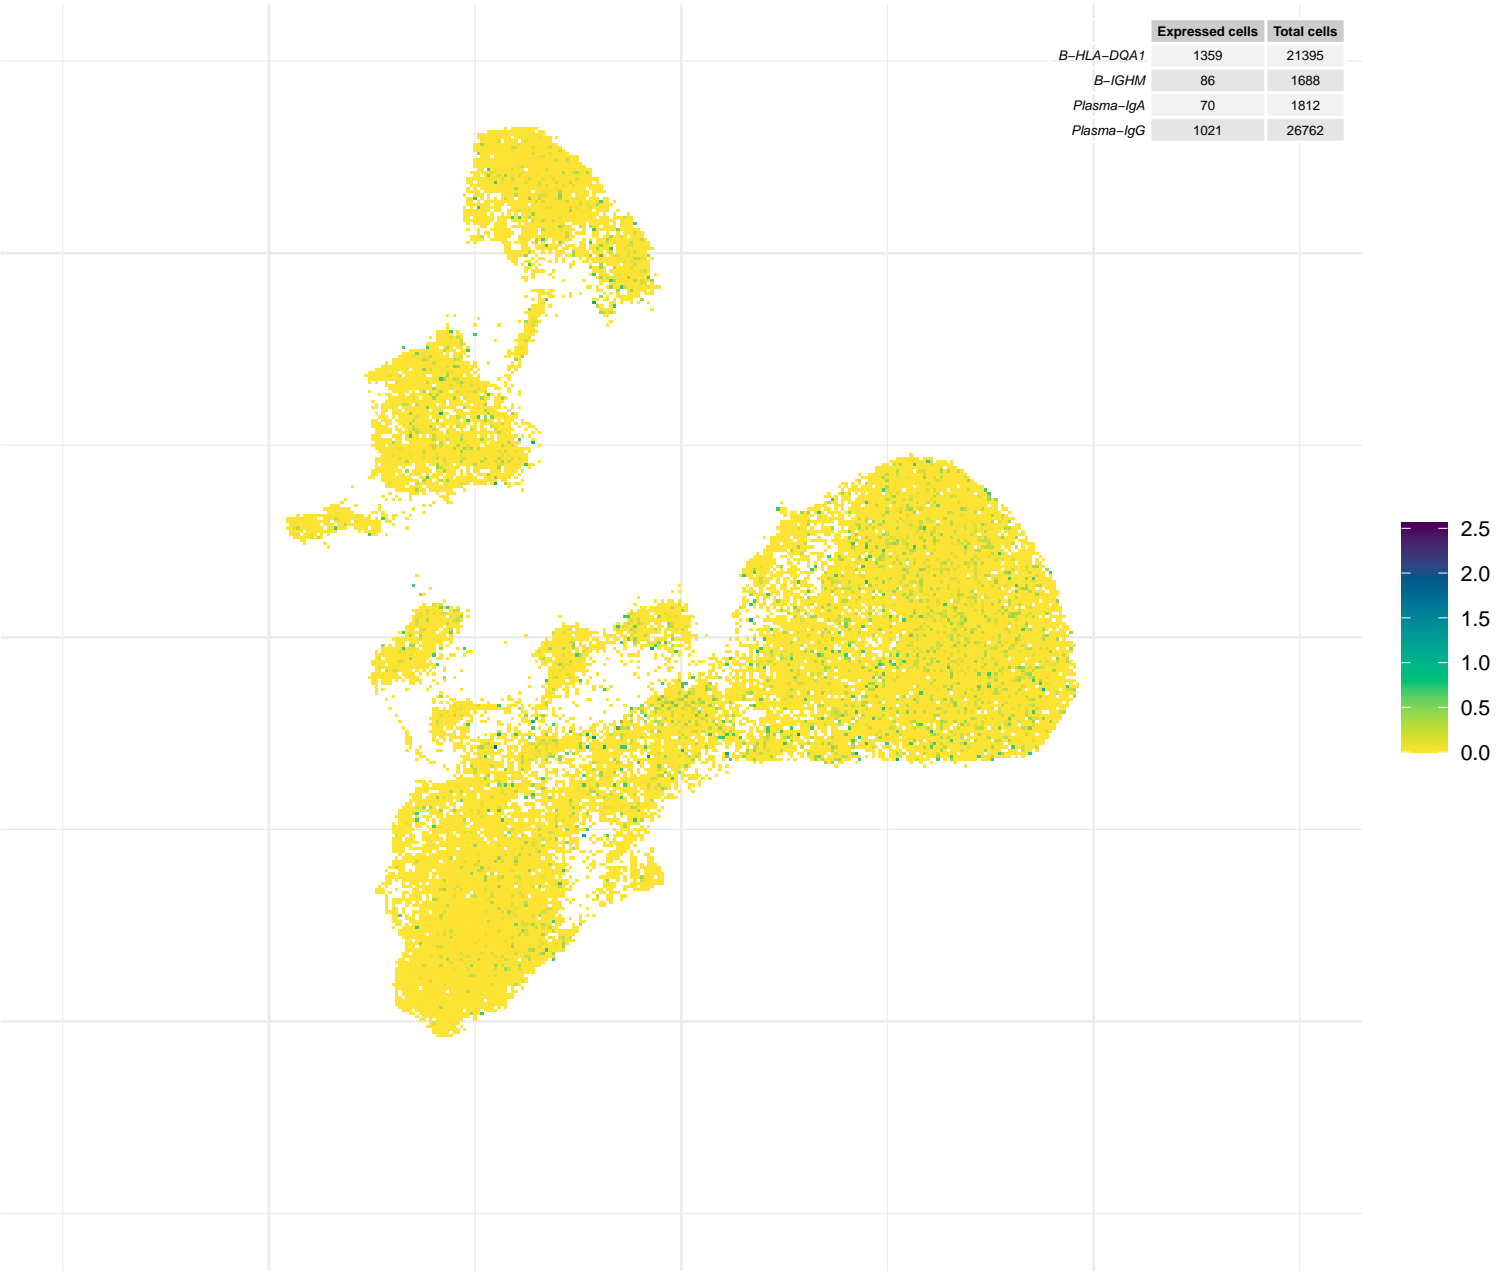 Expressed cells Total cells
B−HLA−DQA1 1359 21395
B−IGHM 86 1688
Plasma−IgA 70 1812
Plasma−IgG 1021 26762
2.5
2.0
1.5
1.0
0.5
0.0